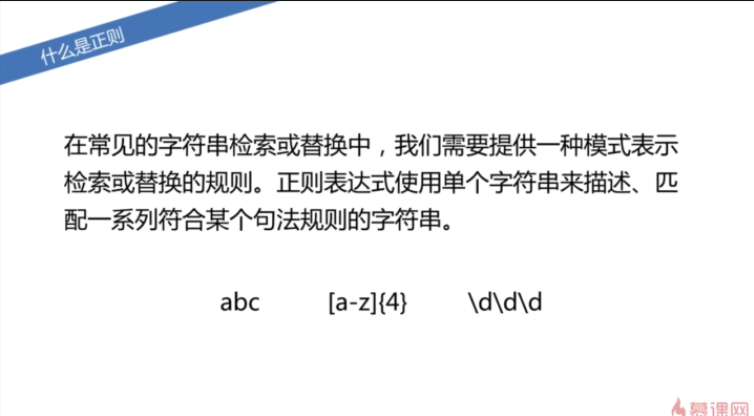 什么是正则
在常见的字符串检索或替换中，我们需要提供一种模式表示
检索或替换的规则。正则表达式使用单个字符串来描述、匹
配一系列符合某个句法规则的字符串。
abc [a-z]{4} \d\d\d
慕课网